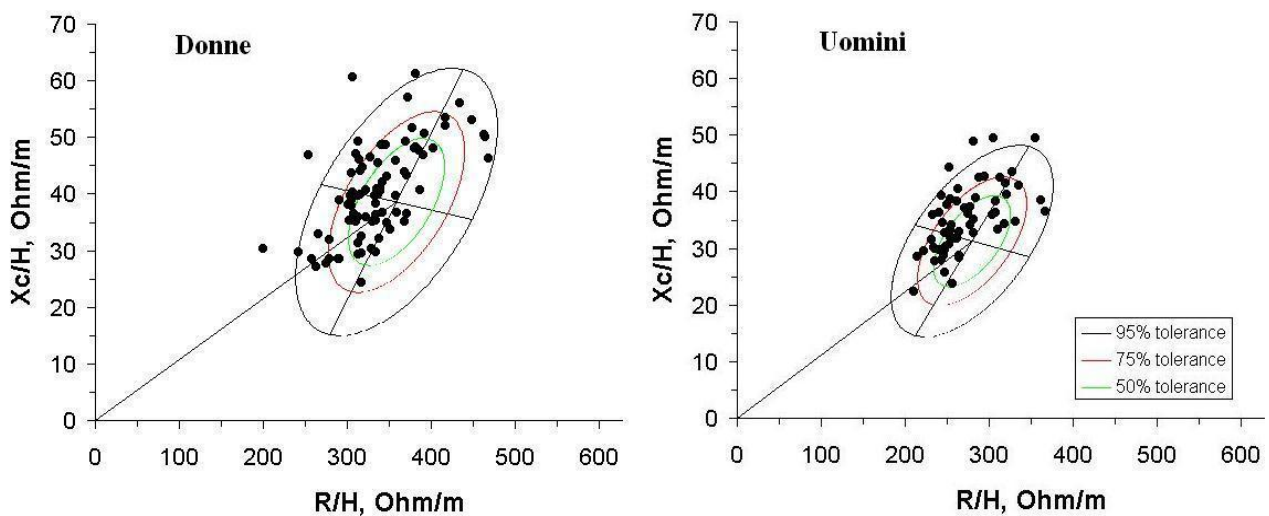 Donne
Xc/H, Ohm/m
70
60
50
40
30
20
10
0
0 100 200 300 400 500 600
R/H, Ohm/m
Uomini
Xc/H, Ohm/m
70
60
50
40
30
20
10
0
95% tolerance
75% tolerance
50% tolerance
0 100 200 300 400 500 600
R/H, Ohm/m